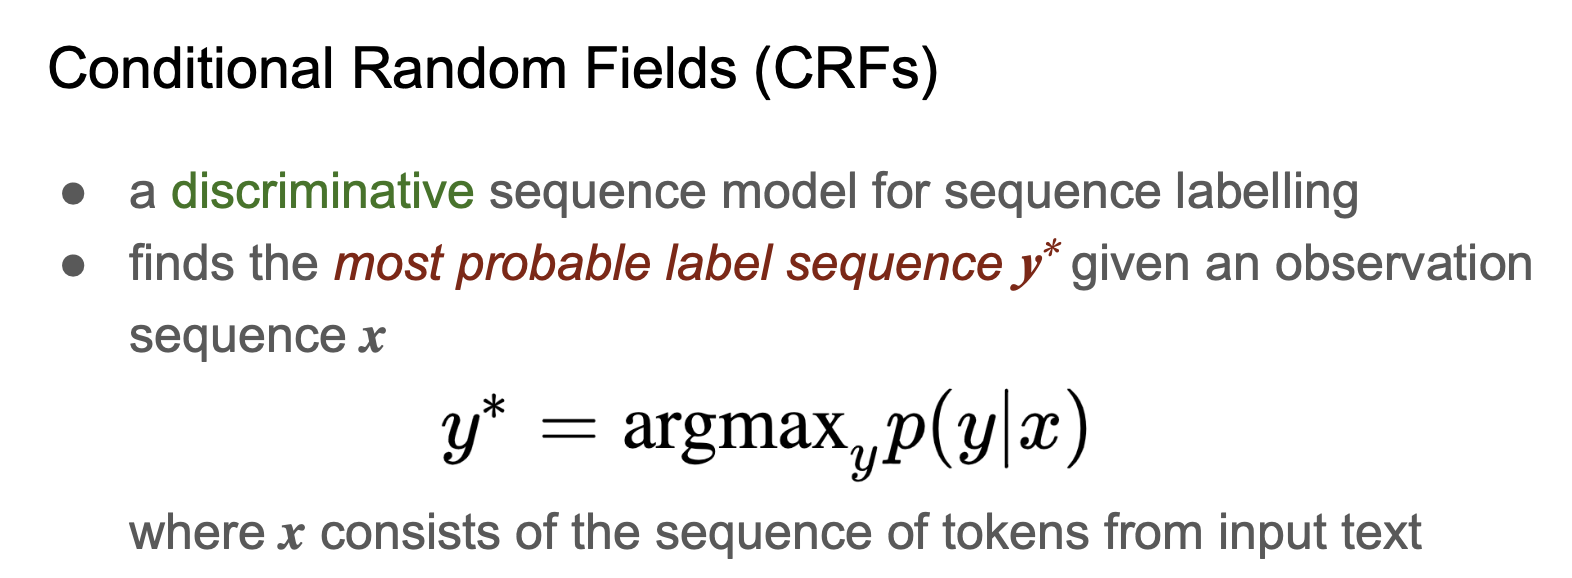 Conditional Random Fields (CRFs)
● a discriminative sequence model for sequence labelling
● finds the most probable label sequence y* given an observation
sequence x
y* = argmax_y p(y|x)
where x consists of the sequence of tokens from input text